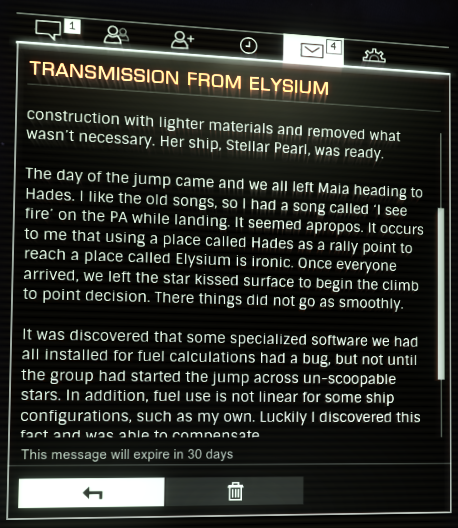 1
4
TRANSMISSION FROM ELYSIUM
construction with lighter materials and removed what
wasn't necessary. Her ship, Stellar Pearl, was ready.
The day of the jump came and we all left Maia heading to
Hades. I like the old songs, so I had a song called 'I see
fire' on the PA while landing. It seemed apropos. It occurs
to me that using a place called Hades as a rally point to
reach a place called Elysium is ironic. Once everyone
arrived, we left the star kissed surface to begin the climb
to point decision. There things did not go as smoothly.
It was discovered that some specialized software we had
all installed for fuel calculations had a bug, but not until
the group had started the jump across un-scoopable
stars. In addition, fuel use is not linear for some ship
configurations, such as my own. Luckily I discovered this
fact and was able to compensate
This message will expire in 30 days